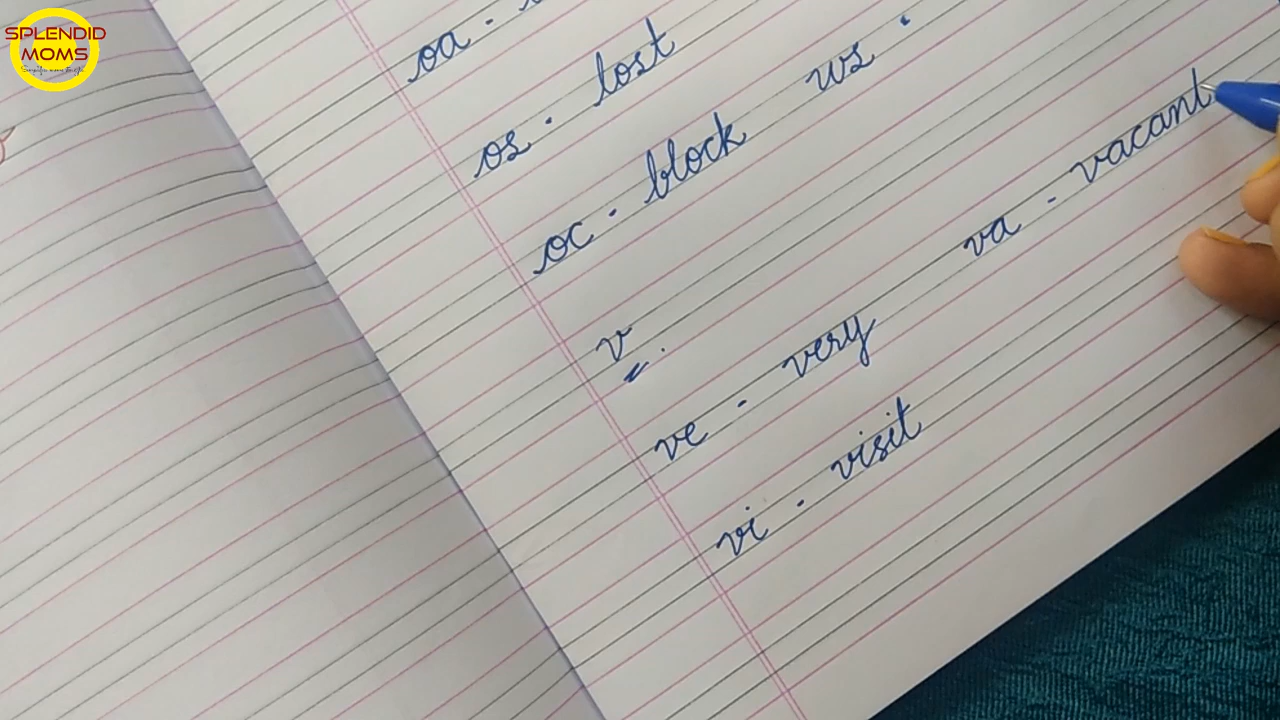 SPLENDID
MOMS
oa -
os - lost
oc - block
ws -
v
ve - very
va - vacant
vi - visit